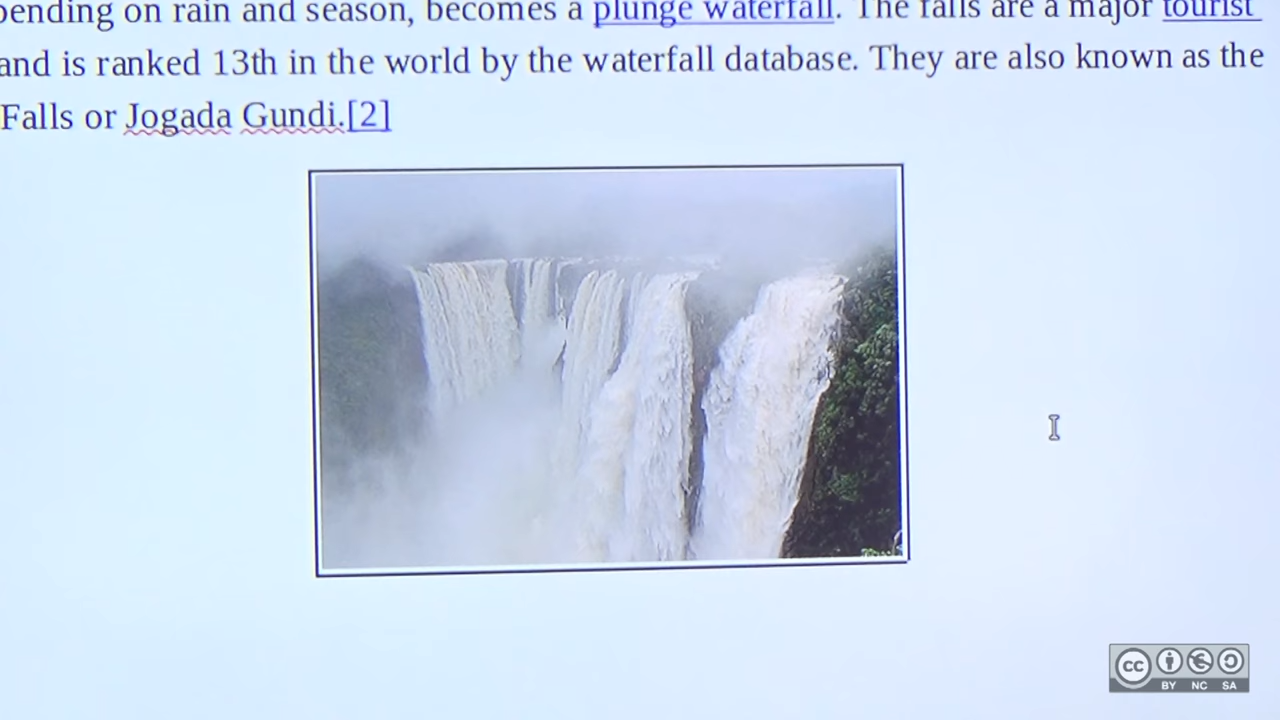 pending on rain and season, becomes a plunge waterfall. The falls are a major tourist
and is ranked 13th in the world by the waterfall database. They are also known as the
Falls or Jogada Gundi.[2]
cc
BY NC SA